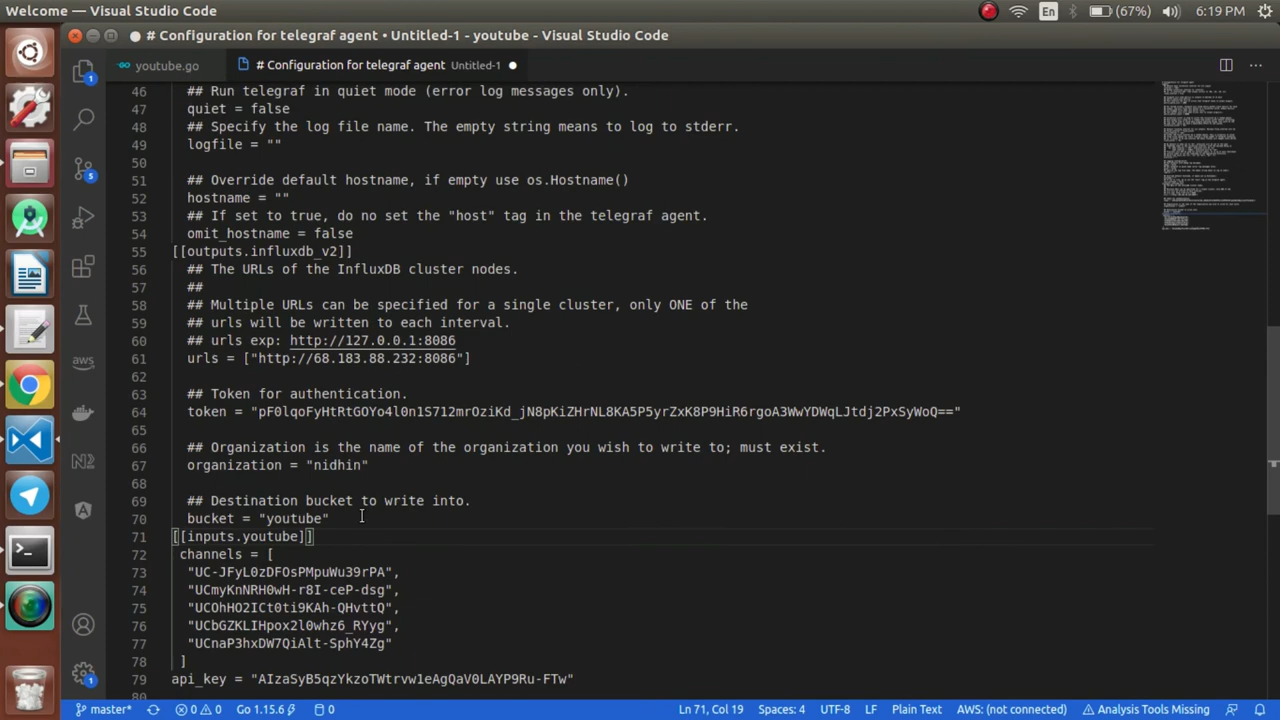 Welcome — Visual Studio Code
En
(67%)
6:19 PM
# Configuration for telegraf agent • Untitled-1 - youtube - Visual Studio Code
youtube.go
# Configuration for telegraf agent Untitled-1
46 ## Run telegraf in quiet mode (error log messages only).
47 quiet = false
48 ## Specify the log file name. The empty string means to log to stderr.
49 logfile = ""
50
51 ## Override default hostname, if empty use os.Hostname()
52 hostname = ""
53 ## If set to true, do no set the "host" tag in the telegraf agent.
54 omit_hostname = false
55 [[outputs.influxdb_v2]]
56 ## The URLs of the InfluxDB cluster nodes.
57 ##
58 ## Multiple URLs can be specified for a single cluster, only ONE of the
59 ## urls will be written to each interval.
60 ## urls exp: http://127.0.0.1:8086
61 urls = ["http://68.183.88.232:8086"]
62
63 ## Token for authentication.
64 token = "pF0lqoFyHtRtGOYo4l0n1S712mrOziKd_jN8pKiZHrNL8KA5P5yrZxK8P9HiR6rgoA3WwYDWqLJtdj2PxSyWoQ=="
65
66 ## Organization is the name of the organization you wish to write to; must exist.
67 organization = "nidhin"
68
69 ## Destination bucket to write into.
70 bucket = "youtube"
71 [[inputs.youtube]]
72 channels = [
73 "UC-JFyL0zDFOsPMpuWu39rPA",
74 "UCmyKnNRH0wH-r8I-ceP-dsg",
75 "UCOhHO2ICt0ti9KAh-QHvttQ",
76 "UCbGZKLIHpox2l0whz6_RYyg",
77 "UCnaP3hxDW7QiAlt-SphY4Zg"
78 ]
79 api_key = "AIzaSyB5qzYkzoTWtrvw1eAgQaV0LAYP9Ru-FTw"
80
1
5
aws
N2
1
master* 0 0 Go 1.15.6 0 Ln 71, Col 19 Spaces: 4 UTF-8 LF Plain Text AWS: (not connected) Analysis Tools Missing